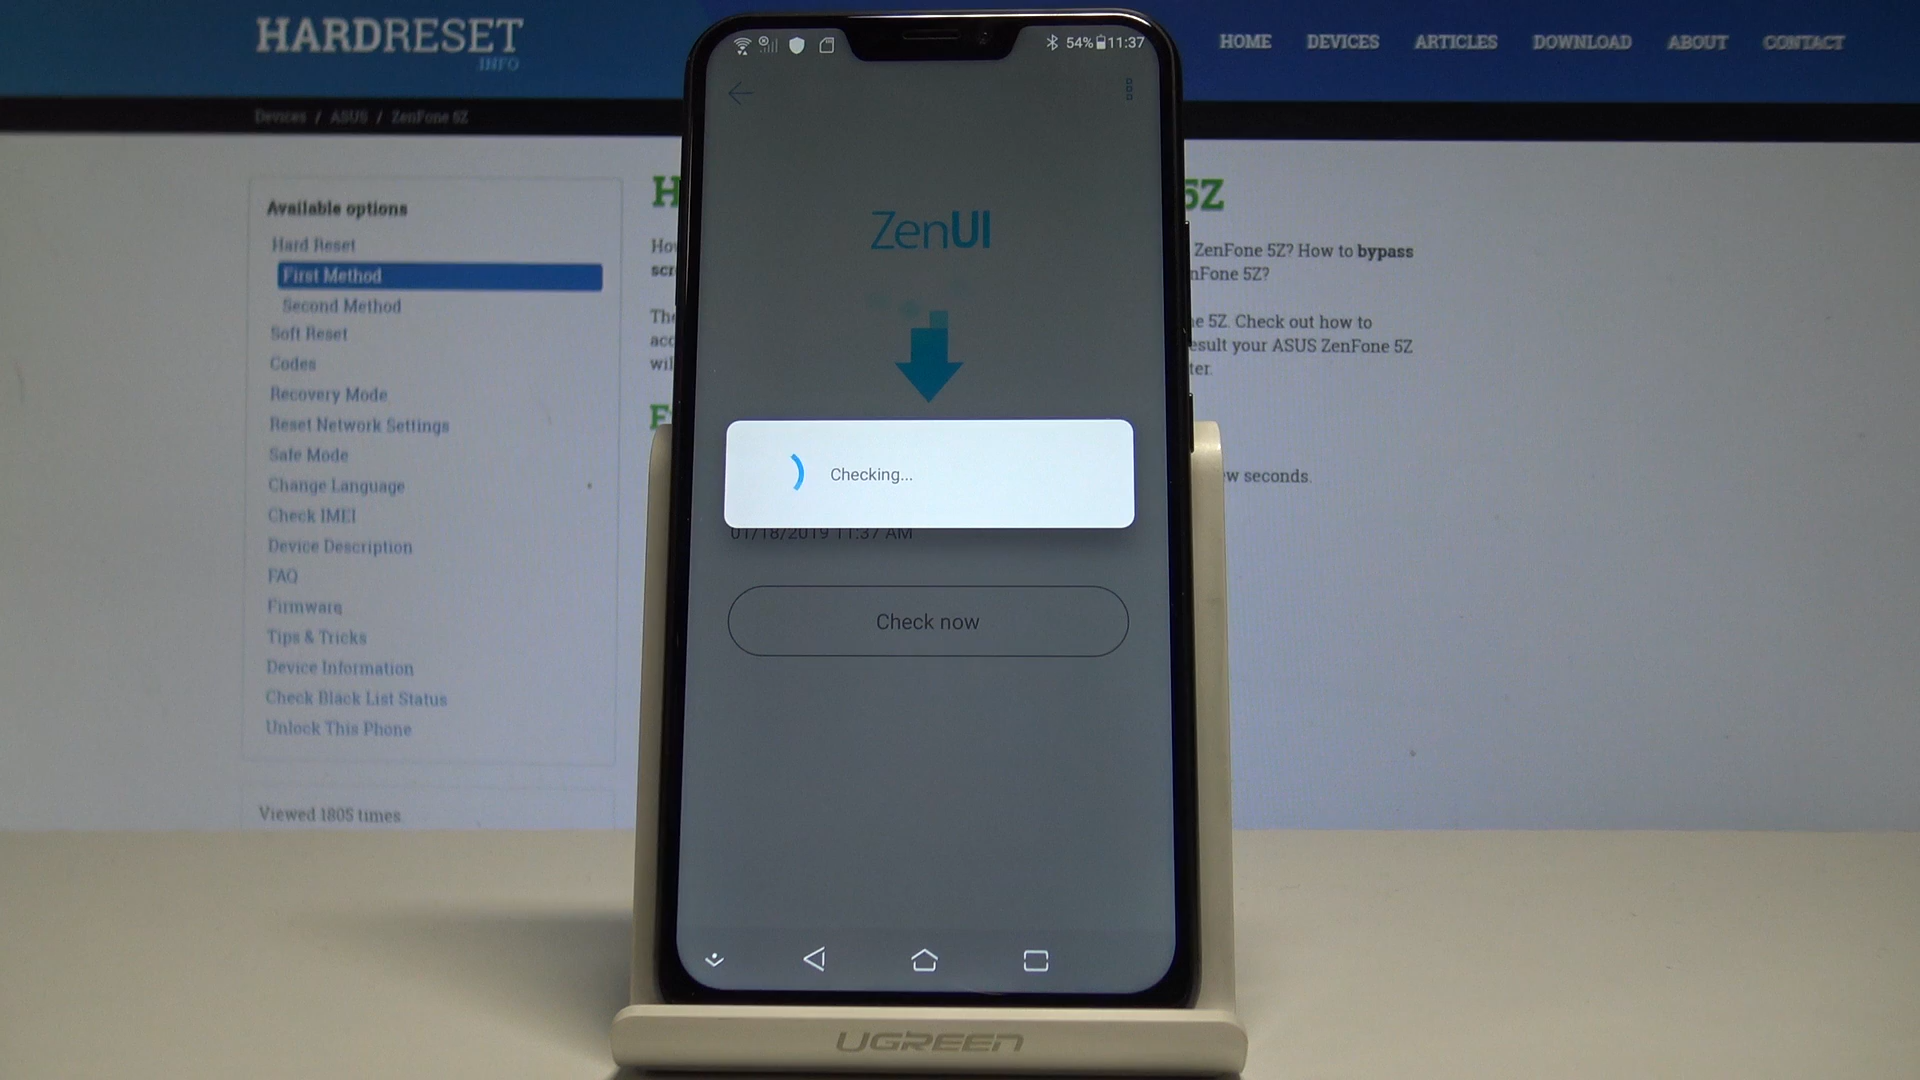 HARDRESET
.INFO
HOME DEVICES ARTICLES DOWNLOAD ABOUT CONTACT
Devices / ASUS / ZenFone 5Z
Available options
Hard Reset
First Method
Second Method
Soft Reset
Codes
Recovery Mode
Reset Network Settings
Safe Mode
Change Language
Check IMEI
Device Description
FAQ
Firmware
Tips & Tricks
Device Information
Check Black List Status
Unlock This Phone
Viewed 1805 times
54% 11:37
ZenUI
Checking...
01/18/2019 11:37 AM
Check now
5Z
ZenFone 5Z? How to bypass
nFone 5Z?
5Z. Check out how to
esult your ASUS ZenFone 5Z
ter.
w seconds.
UGREEN